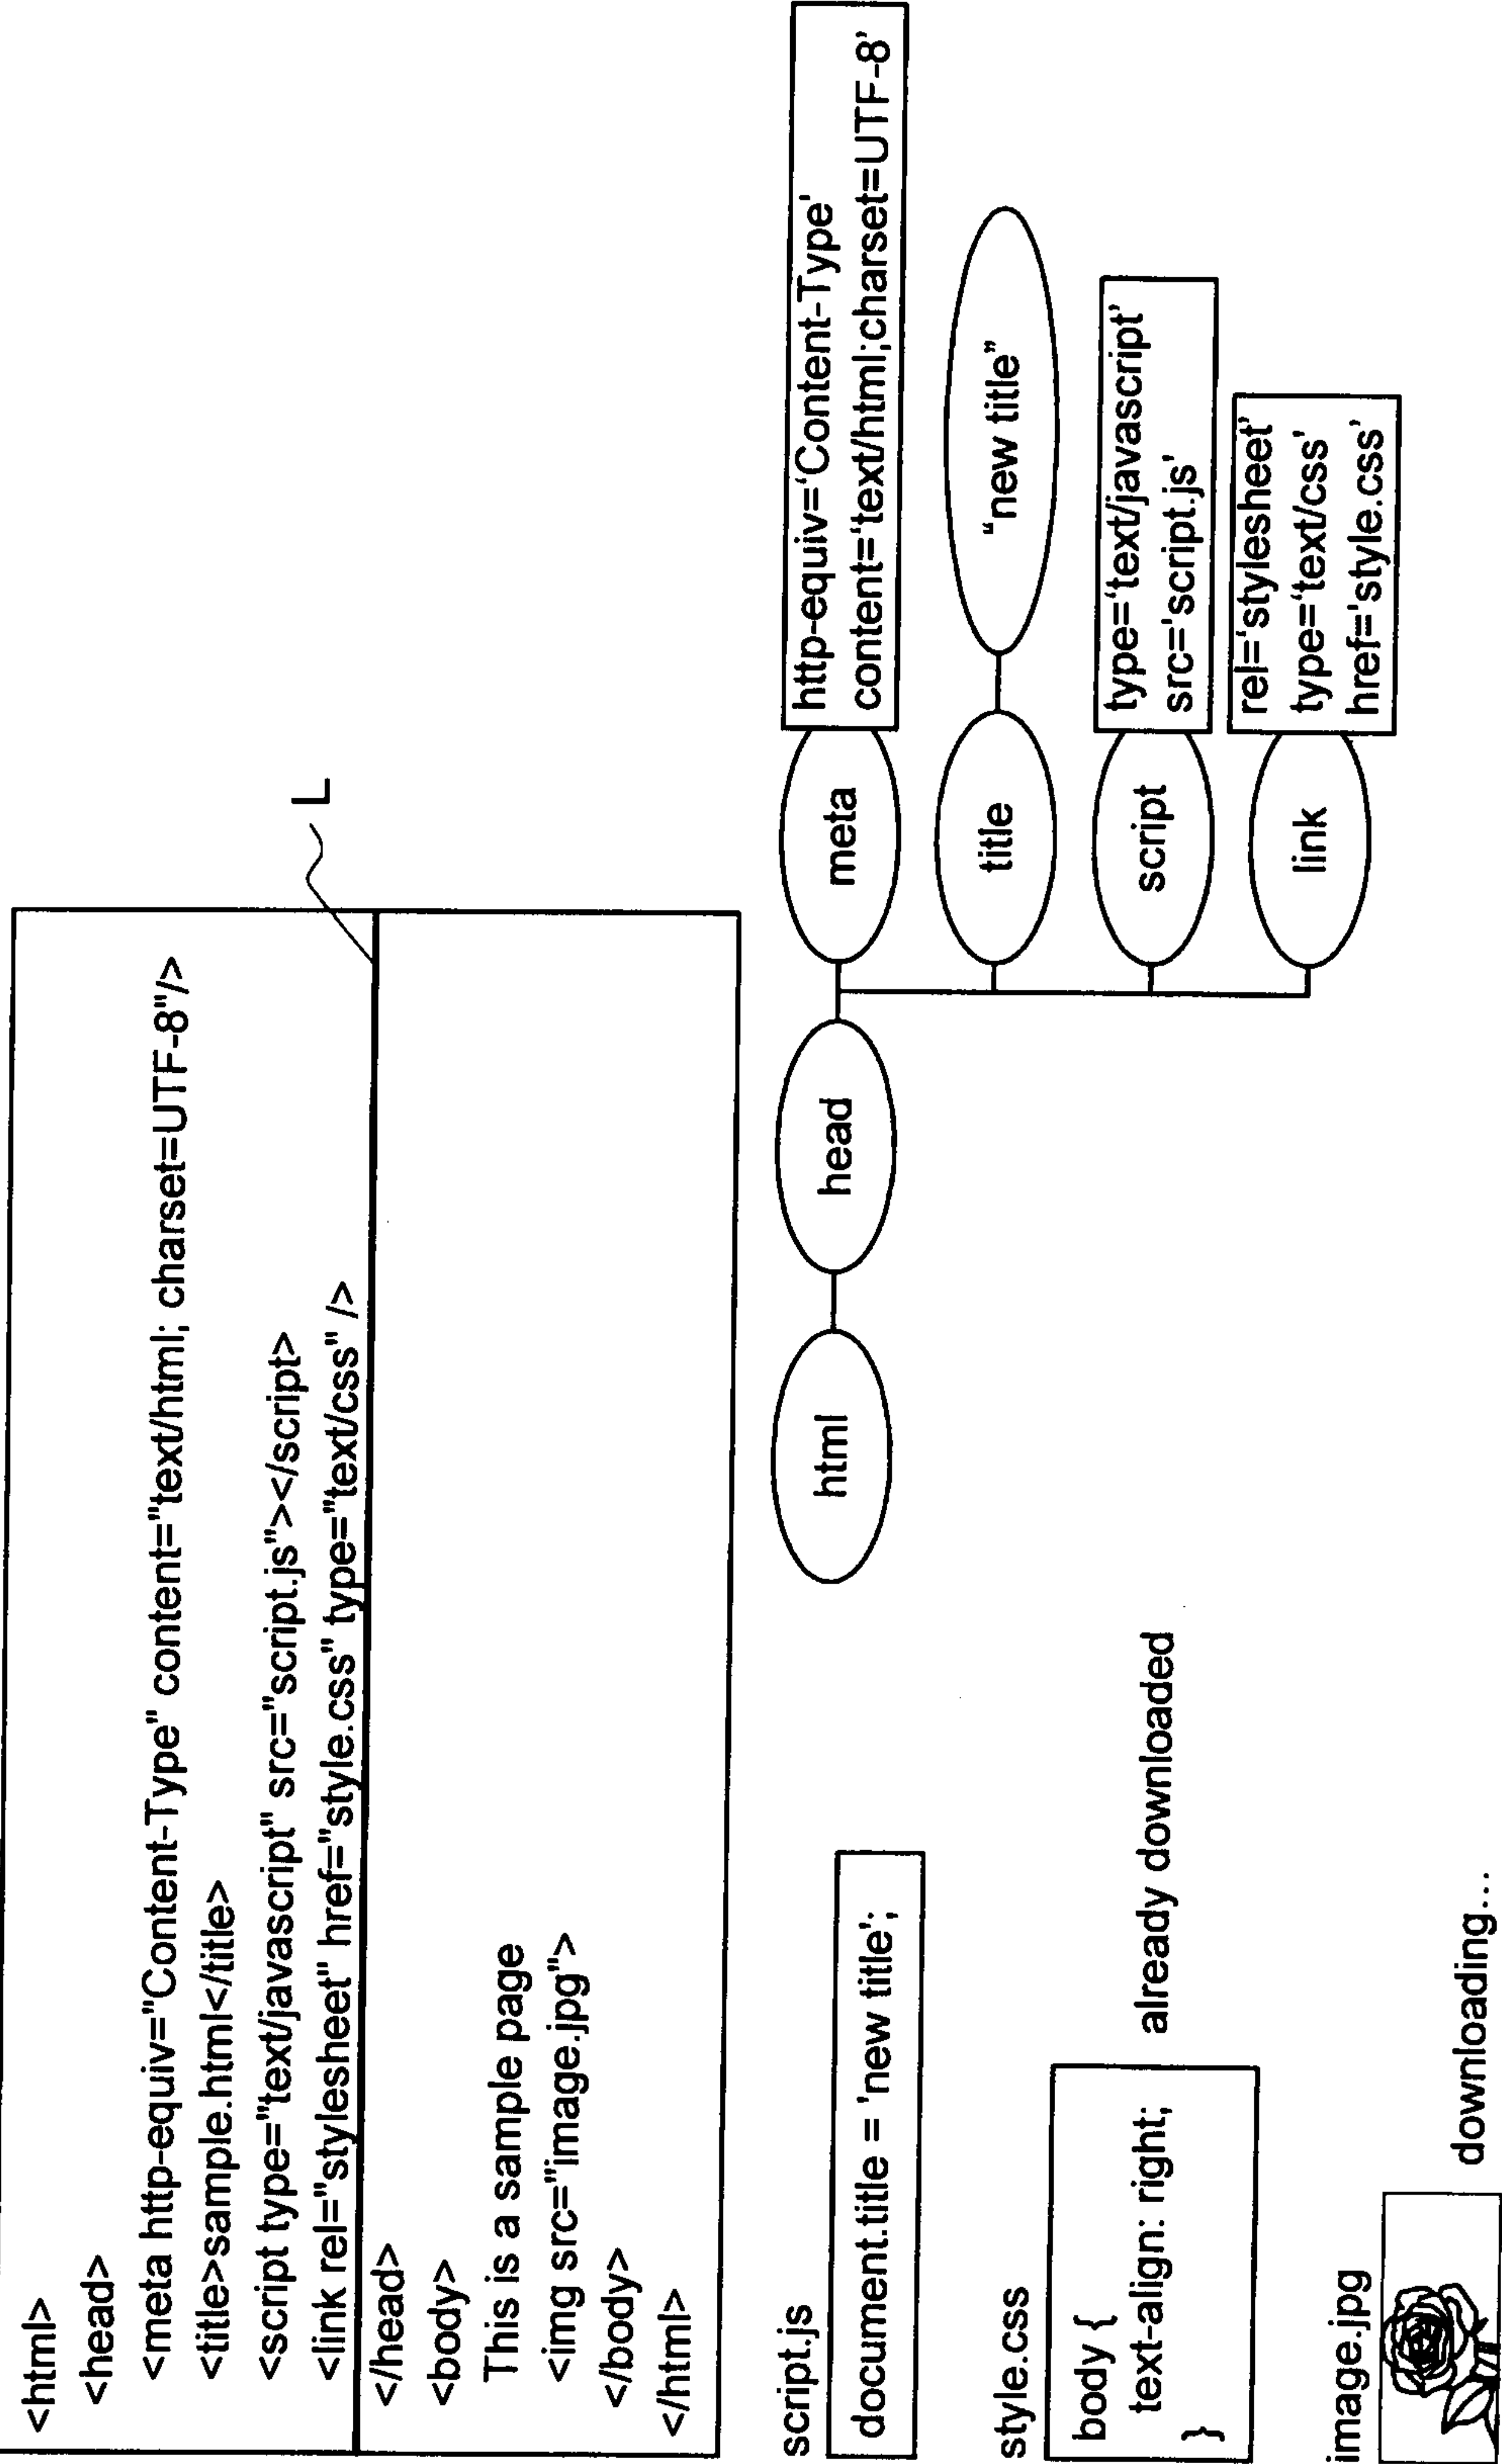 <html>
<head>
<meta http-equiv="Content-Type" content="text/html; charset=UTF-8"/>
<title>sample.html</title>
<script type="text/javascript" src="script.js"></script>
<link rel="stylesheet" href="style.css" type="text/css" />
</head>
<body>
This is a sample page
<img src="image.jpg">
</body>
</html>
L
script.js
document.title = 'new title';
style.css
body {
text-align: right;
}
already downloaded
image.jpg
downloading...
html
head
meta
http-equiv=‘Content-Type’
content=‘text/html;charset=UTF-8’
title
“new title”
script
type=‘text/javascript’
src='script.js'
link
rel=‘stylesheet’
type=‘text/css’
href='style.css'